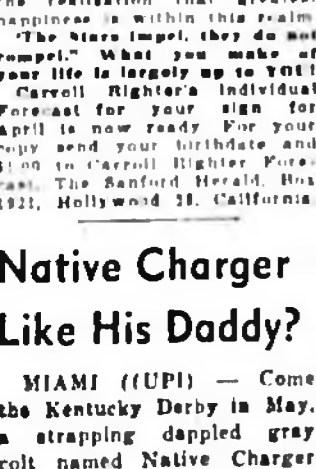 happiness is within this realm
"The Stars impel, they do not
compel." What you make of
your life is largely up to YOU!
Carroll Righter's Individual
Forecast for your sign for
April is now ready For your
copy send your birthdate and
$1.00 to Carroll Righter Fore-
cast, The Sanford Herald, Box
1921, Hollywood 28, California
Native Charger
Like His Daddy?
MIAMI ((UPI) — Come
the Kentucky Derby in May,
a strapping dappled gray
colt named Native Charger